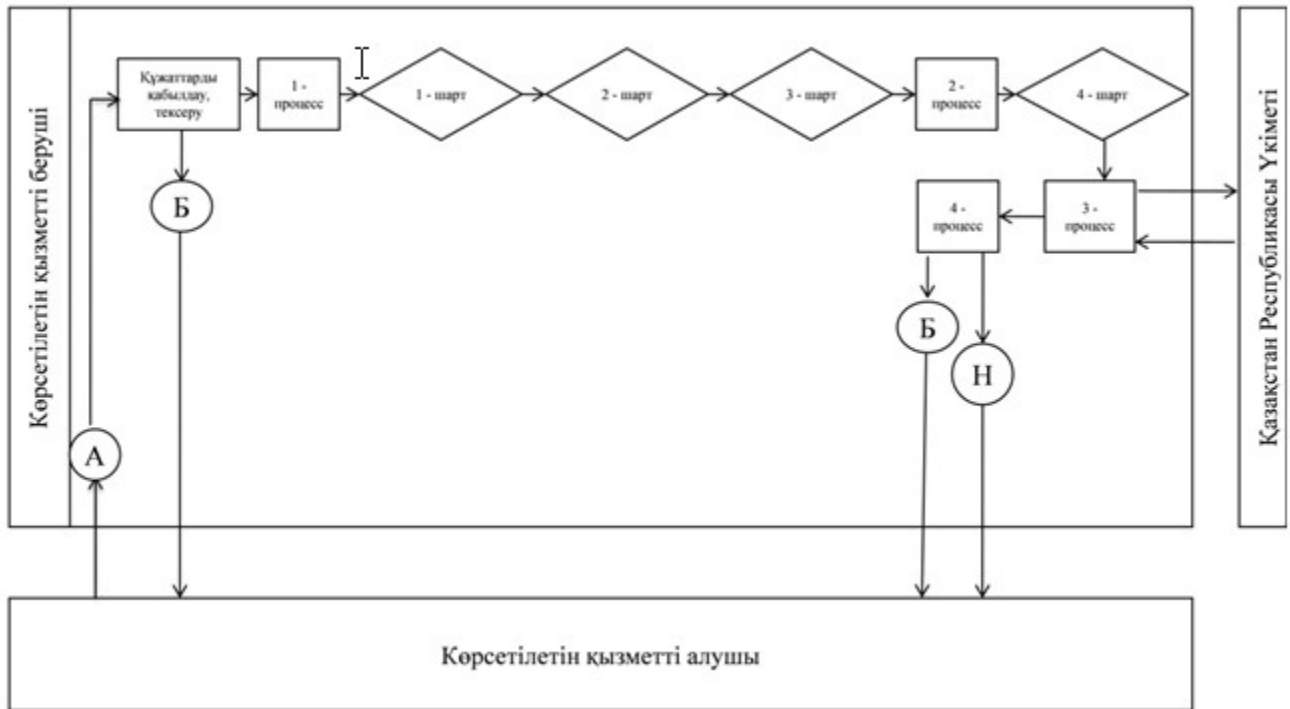 Көрсетілетін қызметті беруші
Құжаттарды
қабылдау,
тексеру
1 -
процесс
1 - шарт
2 - шарт
3 - шарт
2 -
процесс
4 - шарт
Б
4 -
процесс
3 -
процесс
Б
Н
А
Қазақстан Республикасы Үкіметі
Көрсетілетін қызметті алушы